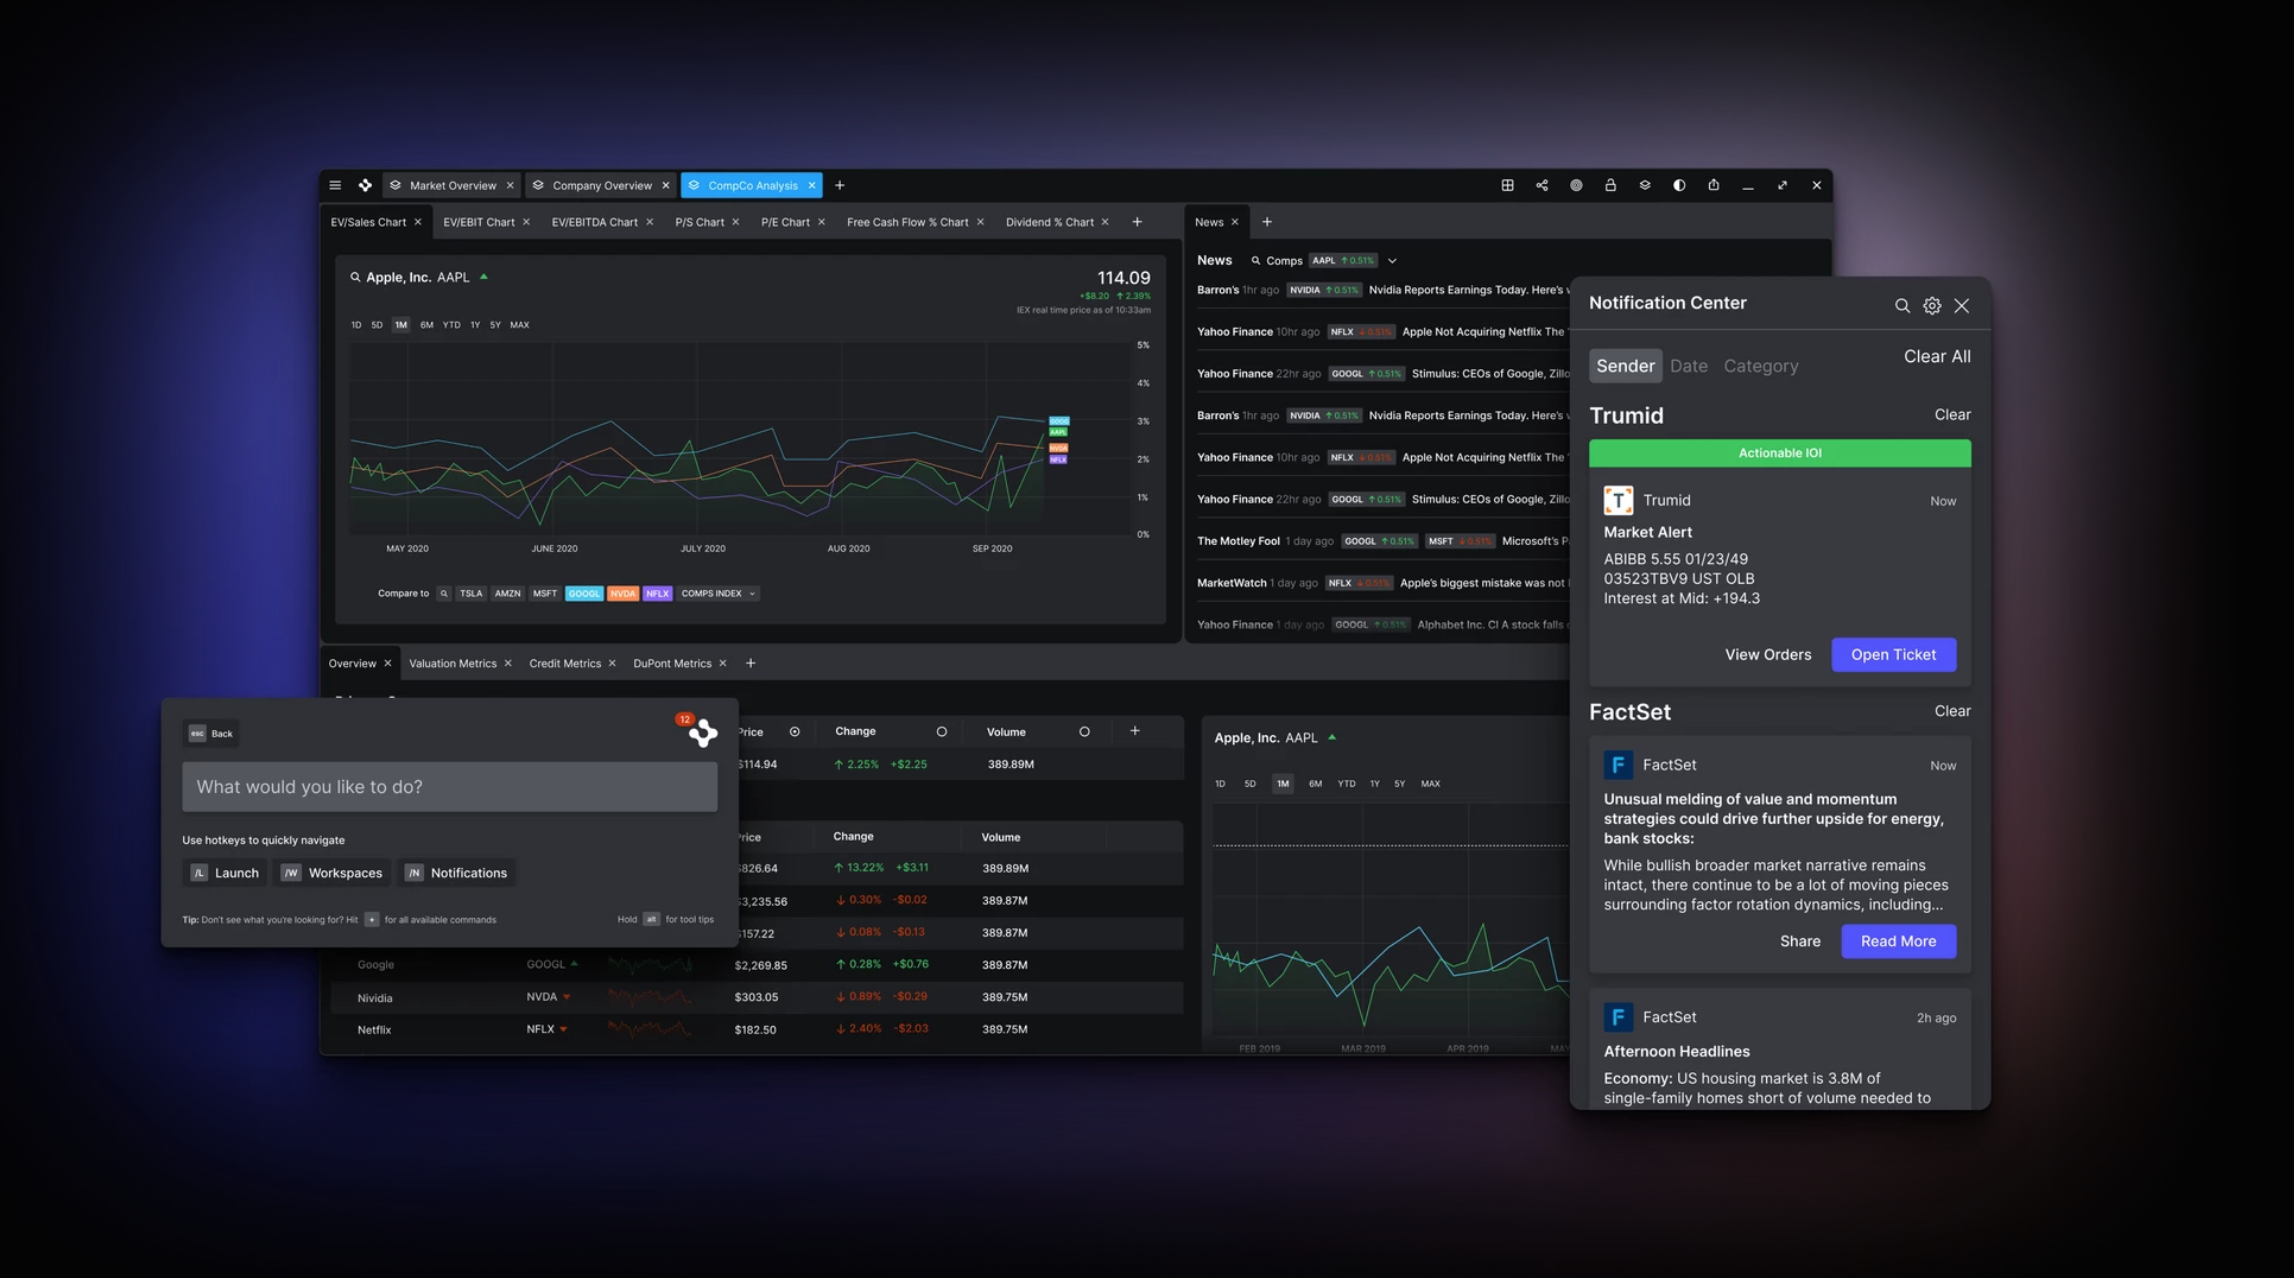 Market Overview
Company Overview
CompCo Analysis
EV/Sales Chart
EV/EBIT Chart
EV/EBITDA Chart
P/S Chart
P/E Chart
Free Cash Flow % Chart
Dividend % Chart
Apple, Inc. AAPL
114.09
+$8.20 ↑ 2.39%
IEX real time price as of 10:33am
1D 5D 1M 6M YTD 1Y 5Y MAX
5%
4%
3%
2%
1%
0%
GOOG
AAPL
NVDA
NFLX
MAY 2020 JUNE 2020 JULY 2020 AUG 2020 SEP 2020
Compare to TSLA AMZN MSFT GOOGL NVDA NFLX COMPS INDEX
News
News Comps AAPL ↑ 0.51%
Barron's 1hr ago NVIDIA ↑ 0.51% Nvidia Reports Earnings Today. Here's
Yahoo Finance 10hr ago NFLX ↓ 0.51% Apple Not Acquiring Netflix The
Yahoo Finance 22hr ago GOOGL ↑ 0.51% Stimulus: CEOs of Google, Zillo
Barron's 1hr ago NVIDIA ↑ 0.51% Nvidia Reports Earnings Today. Here's
Yahoo Finance 10hr ago NFLX ↓ 0.51% Apple Not Acquiring Netflix The
Yahoo Finance 22hr ago GOOGL ↑ 0.51% Stimulus: CEOs of Google, Zillo
The Motley Fool 1 day ago GOOGL ↑ 0.51% MSFT ↓ 0.51% Microsoft's P
MarketWatch 1 day ago NFLX ↓ 0.51% Apple's biggest mistake was not
Yahoo Finance 1 day ago GOOGL ↑ 0.51% Alphabet Inc. Cl A stock falls
Notification Center
Sender Date Category
Clear All
Trumid
Clear
Actionable IOI
T Trumid
Now
Market Alert
ABIBB 5.55 01/23/49
03523TBV9 UST OLB
Interest at Mid: +194.3
View Orders
Open Ticket
FactSet
Clear
F FactSet
Now
Unusual melding of value and momentum
strategies could drive further upside for energy,
bank stocks:
While bullish broader market narrative remains
intact, there continue to be a lot of moving pieces
surrounding factor rotation dynamics, including...
Share
Read More
F FactSet
2h ago
Afternoon Headlines
Economy: US housing market is 3.8M of
single-family homes short of volume needed to
Overview
Valuation Metrics
Credit Metrics
DuPont Metrics
esc Back
12
What would you like to do?
Use hotkeys to quickly navigate
/L Launch
/W Workspaces
/N Notifications
Tip: Don't see what you're looking for? Hit + for all available commands
Hold alt for tool tips
Price Change Volume
$114.94 ↑ 2.25% +$2.25 389.89M
Price Change Volume
$826.64 ↑ 13.22% +$3.11 389.89M
$3,235.56 ↓ 0.30% -$0.02 389.87M
$157.22 ↓ 0.08% -$0.13 389.87M
Google GOOGL $2,269.85 ↑ 0.28% +$0.76 389.87M
Nividia NVDA $303.05 ↓ 0.89% -$0.29 389.75M
Netflix NFLX $182.50 ↓ 2.40% -$2.03 389.75M
Apple, Inc. AAPL
1D 5D 1M 6M YTD 1Y 5Y MAX
FEB 2019 MAR 2019 APR 2019 MAY